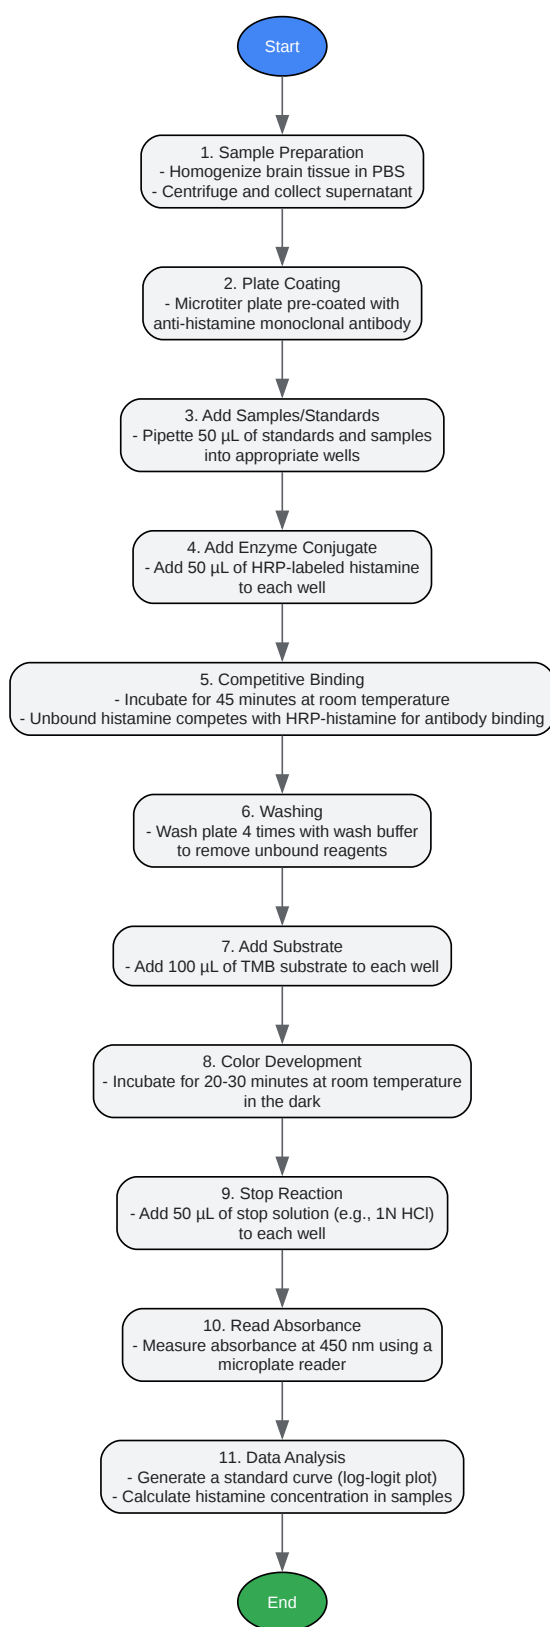 Start
1. Sample Preparation
- Homogenize brain tissue in PBS
- Centrifuge and collect supernatant
2. Plate Coating
- Microtiter plate pre-coated with
anti-histamine monoclonal antibody
3. Add Samples/Standards
- Pipette 50 µL of standards and samples
into appropriate wells
4. Add Enzyme Conjugate
- Add 50 µL of HRP-labeled histamine
to each well
5. Competitive Binding
- Incubate for 45 minutes at room temperature
- Unbound histamine competes with HRP-histamine for antibody binding
6. Washing
- Wash plate 4 times with wash buffer
to remove unbound reagents
7. Add Substrate
- Add 100 µL of TMB substrate to each well
8. Color Development
- Incubate for 20-30 minutes at room temperature
in the dark
9. Stop Reaction
- Add 50 µL of stop solution (e.g., 1N HCl)
to each well
10. Read Absorbance
- Measure absorbance at 450 nm using a
microplate reader
11. Data Analysis
- Generate a standard curve (log-logit plot)
- Calculate histamine concentration in samples
End